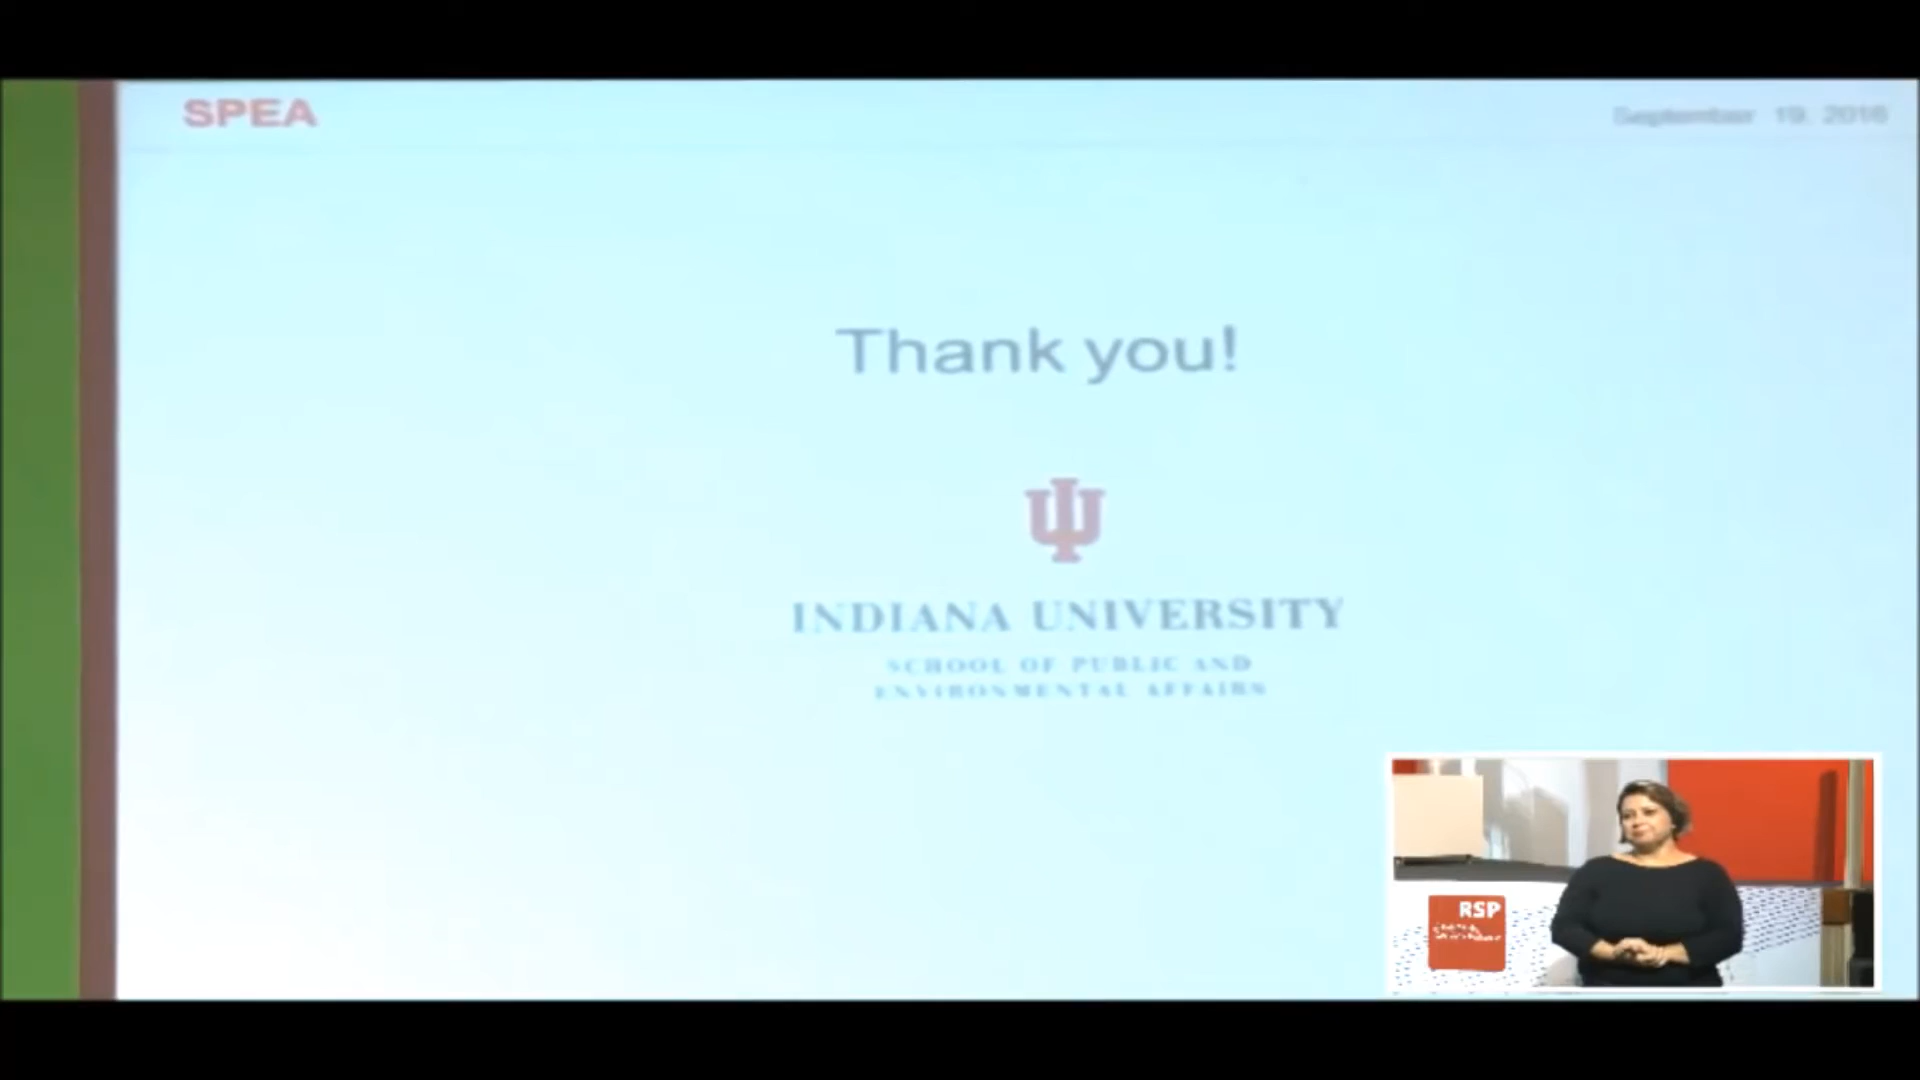 SPEA
September 19, 2016
Thank you!
INDIANA UNIVERSITY
SCHOOL OF PUBLIC AND
ENVIRONMENTAL AFFAIRS
RSP